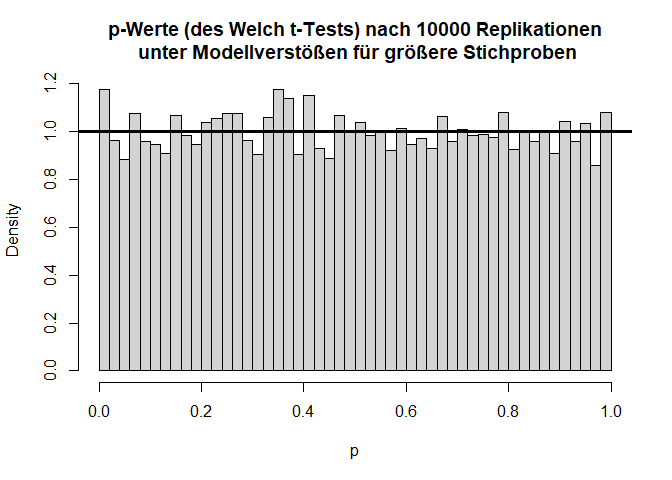 p-Werte (des Welch t-Tests) nach 10000 Replikationen
unter Modellverstößen für größere Stichproben
Density
0.0 0.2 0.4 0.6 0.8 1.0 1.2
0.0 0.2 0.4 0.6 0.8 1.0
p